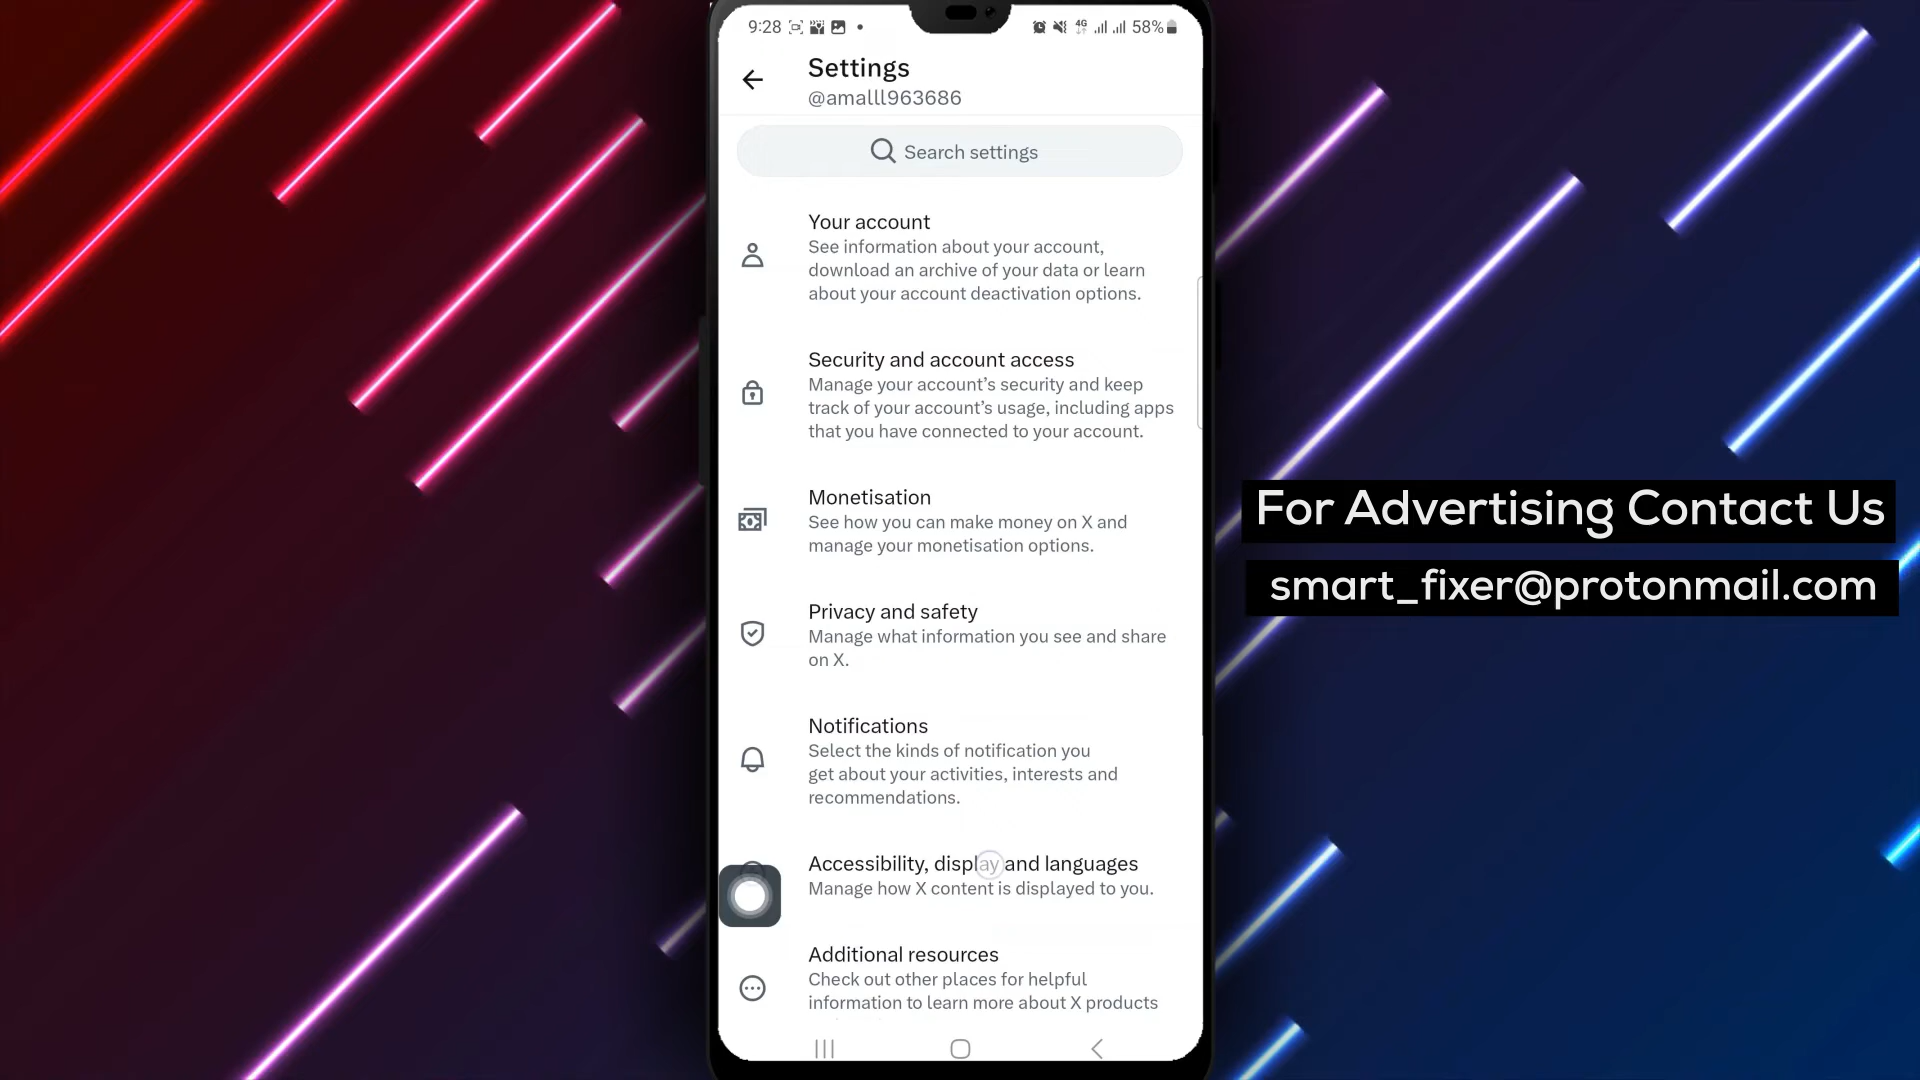 9:28
4G
58%
Settings
@amalll963686
Search settings
Your account
See information about your account,
download an archive of your data or learn
about your account deactivation options.
Security and account access
Manage your account’s security and keep
track of your account’s usage, including apps
that you have connected to your account.
Monetisation
See how you can make money on X and
manage your monetisation options.
Privacy and safety
Manage what information you see and share
on X.
Notifications
Select the kinds of notification you
get about your activities, interests and
recommendations.
Accessibility, display and languages
Manage how X content is displayed to you.
Additional resources
Check out other places for helpful
information to learn more about X products
For Advertising Contact Us
smart_fixer@protonmail.com